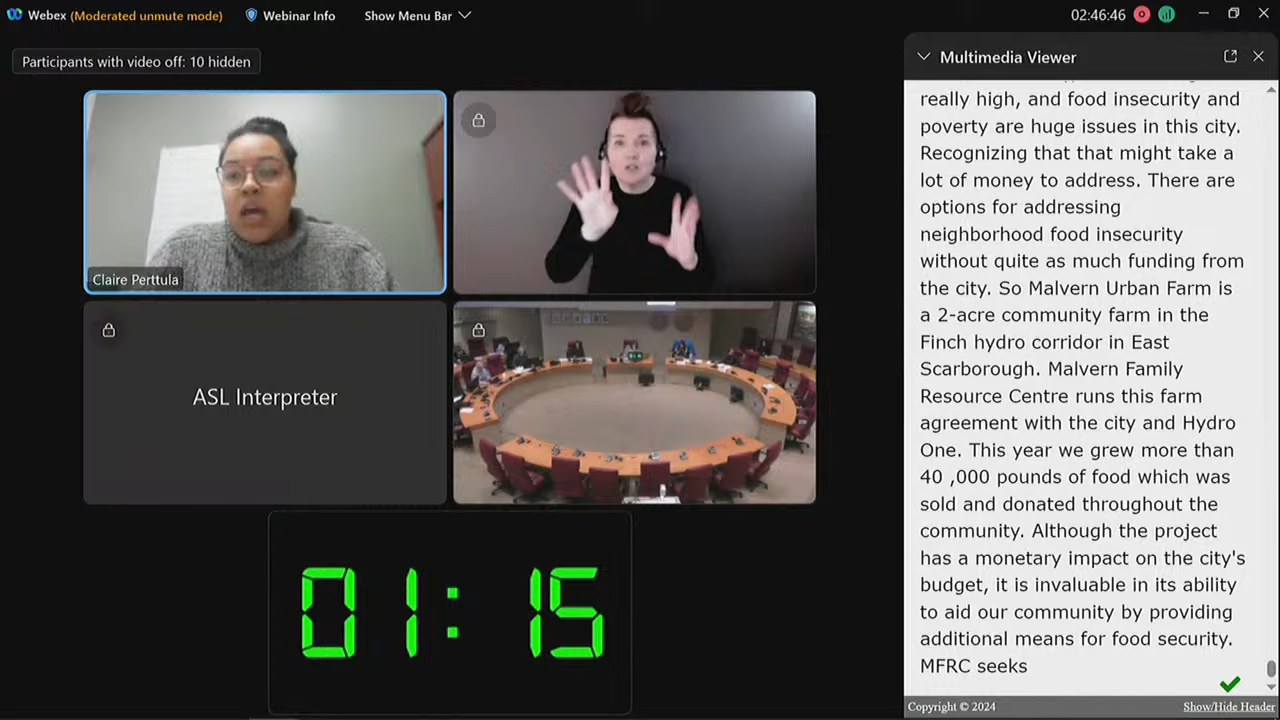 Webex (Moderated unmute mode)
Webinar Info
Show Menu Bar
02:46:46
Participants with video off: 10 hidden
Claire Perttula
ASL Interpreter
01:15
Multimedia Viewer
really high, and food insecurity and
poverty are huge issues in this city.
Recognizing that that might take a
lot of money to address. There are
options for addressing
neighborhood food insecurity
without quite as much funding from
the city. So Malvern Urban Farm is
a 2-acre community farm in the
Finch hydro corridor in East
Scarborough. Malvern Family
Resource Centre runs this farm
agreement with the city and Hydro
One. This year we grew more than
40 ,000 pounds of food which was
sold and donated throughout the
community. Although the project
has a monetary impact on the city's
budget, it is invaluable in its ability
to aid our community by providing
additional means for food security.
MFRC seeks
Copyright © 2024
Show/Hide Header